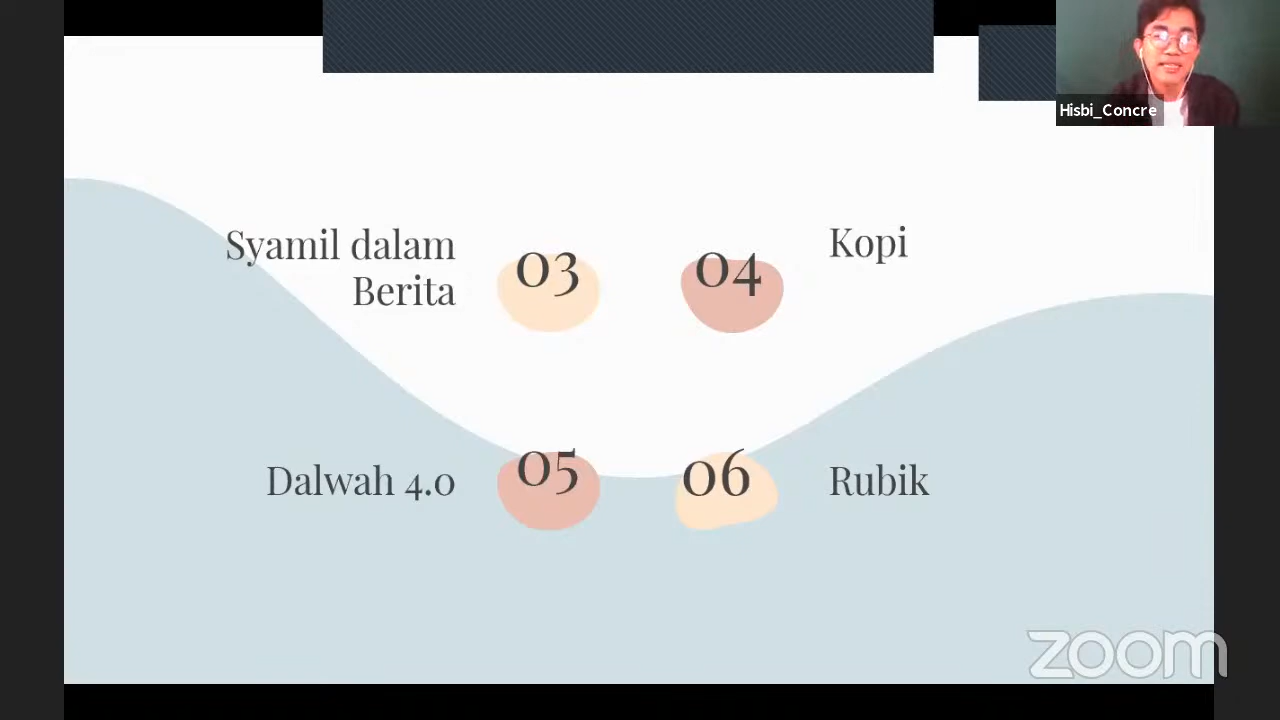 Hisbi_Concre
Syamil dalam
Berita
03
04
Kopi
Dalwah 4.0
05
06
Rubik
zoom